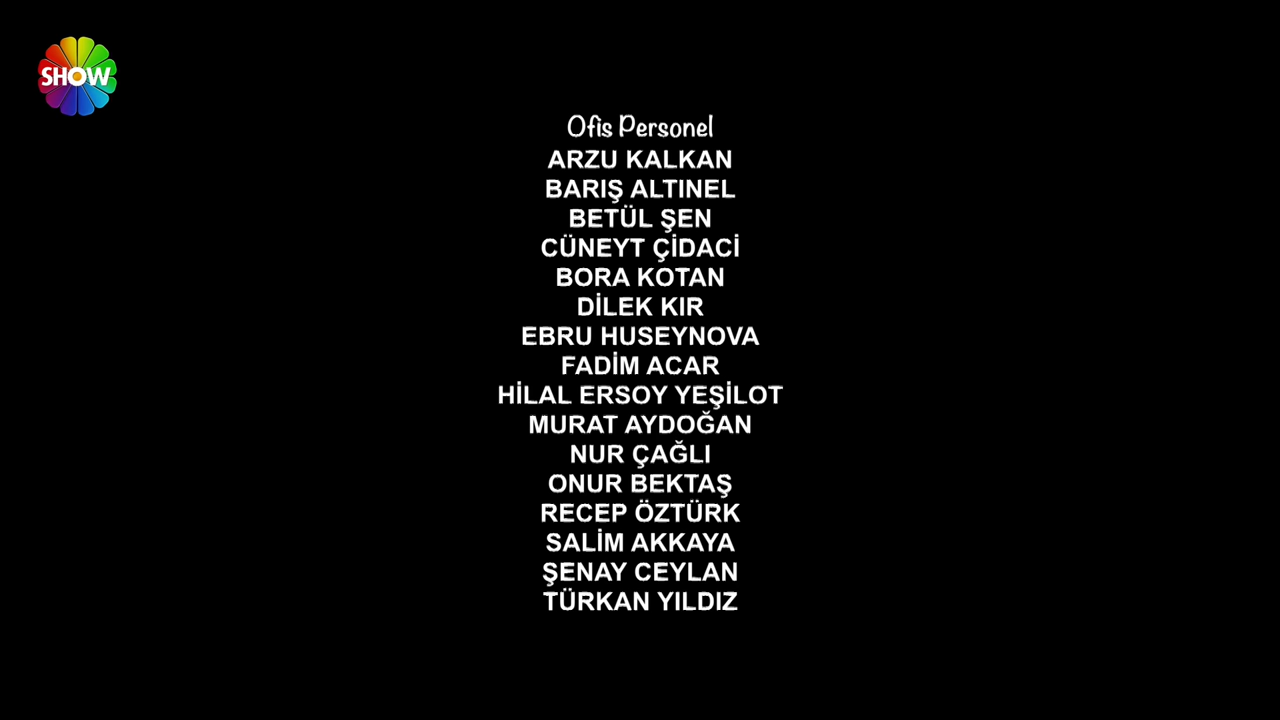 SHOW
Ofis Personel
ARZU KALKAN
BARIŞ ALTINEL
BETÜL ŞEN
CÜNEYT ÇİDACİ
BORA KOTAN
DİLEK KIR
EBRU HUSEYNOVA
FADİM ACAR
HİLAL ERSOY YEŞİLOT
MURAT AYDOĞAN
NUR ÇAĞLI
ONUR BEKTAŞ
RECEP ÖZTÜRK
SALİM AKKAYA
ŞENAY CEYLAN
TÜRKAN YILDIZ